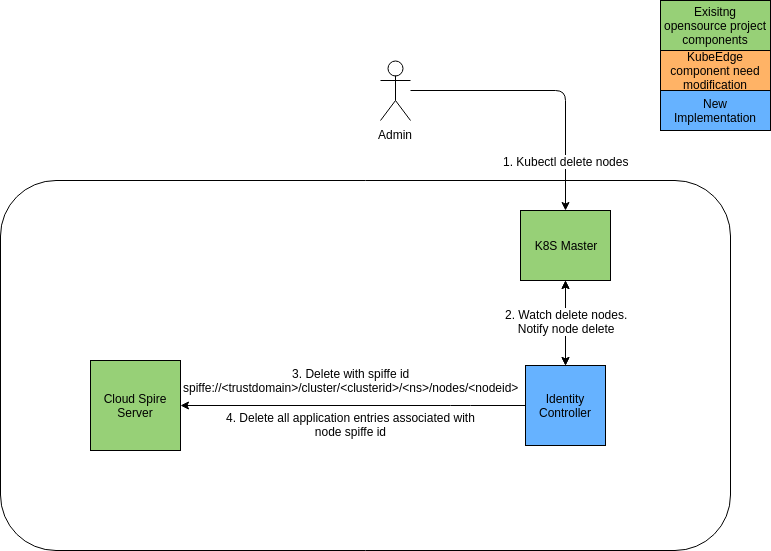 Exisitng
opensource project
components
KubeEdge
component need
modification
New
Implementation
Admin
1. Kubectl delete nodes
K8S Master
2. Watch delete nodes.
Notify node delete
3. Delete with spiffe id
spiffe://<trustdomain>/cluster/<clusterid>/<ns>/nodes/<nodeid>
Cloud Spire
Server
Identity
Controller
4. Delete all application entries associated with
node spiffe id